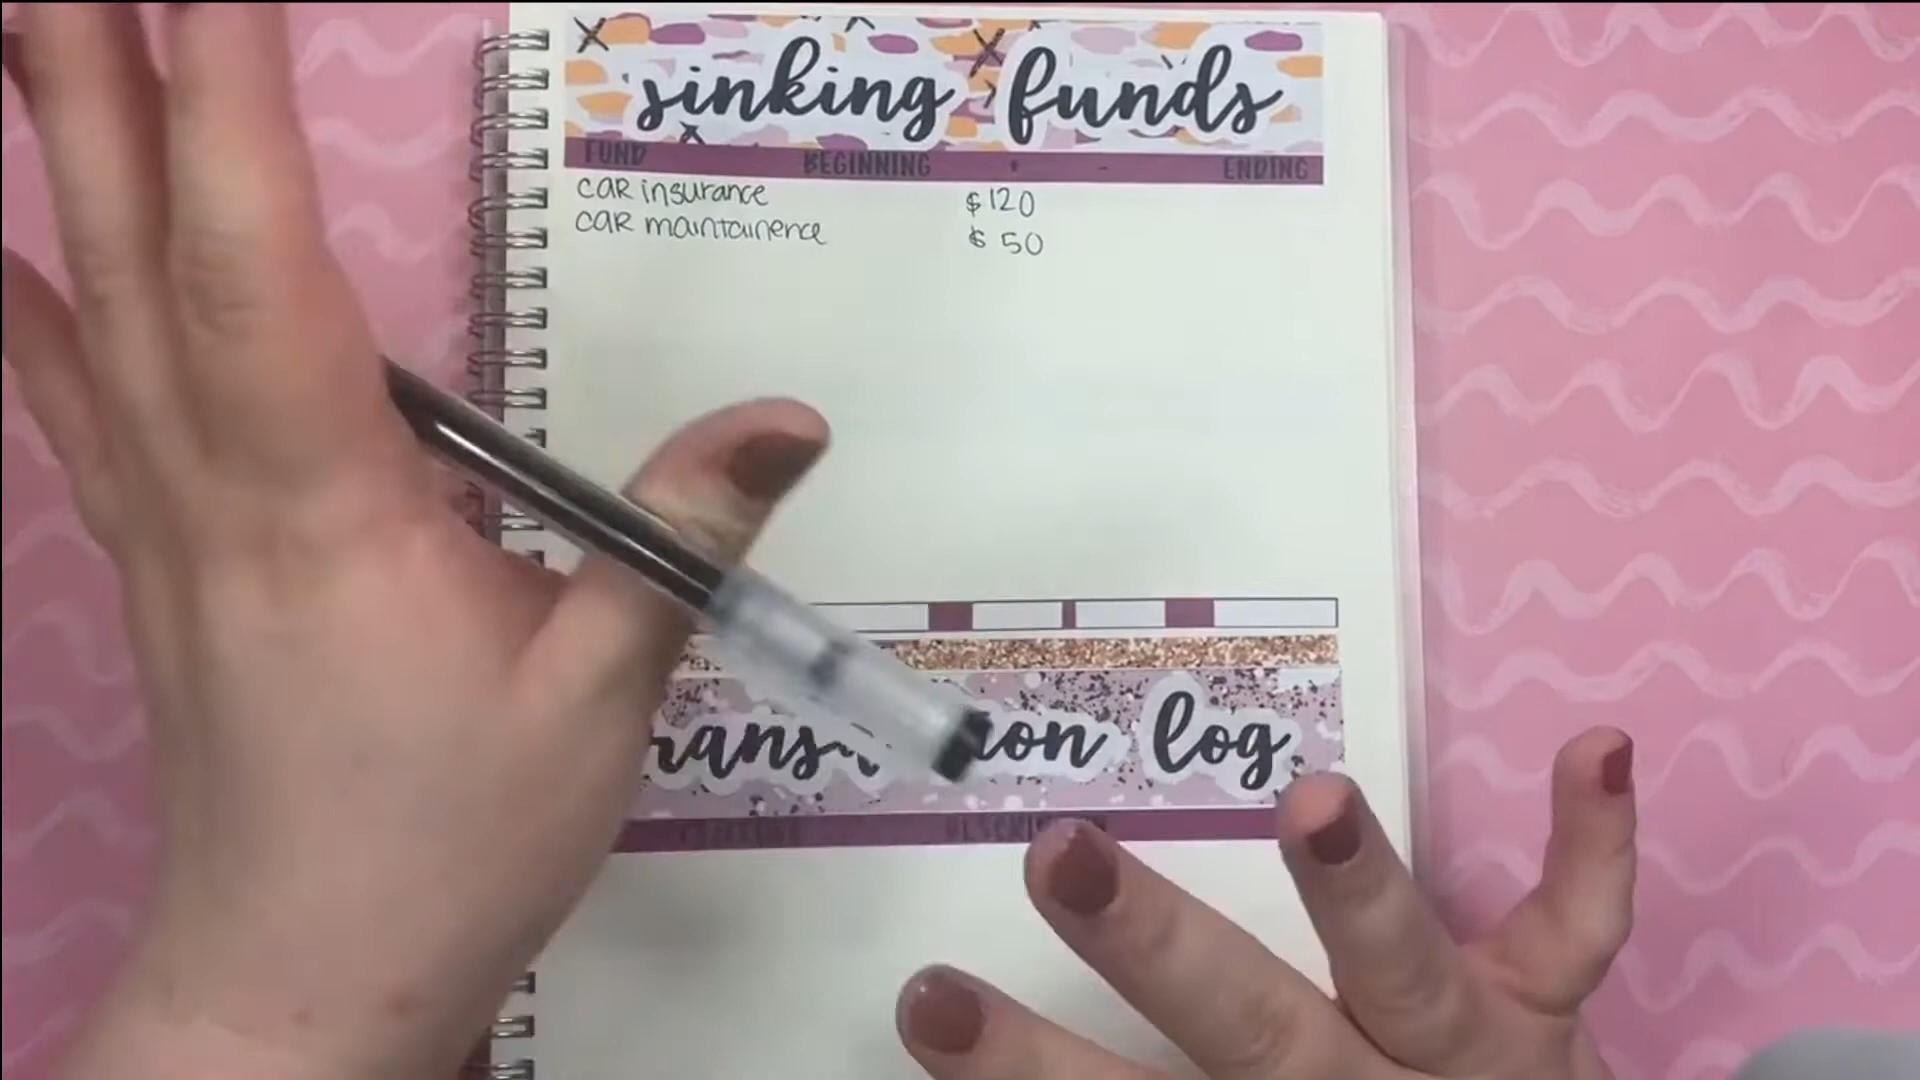 sinking funds
FUND BEGINNING + - ENDING
CAR insurance $120
CAR maintainence $50
log